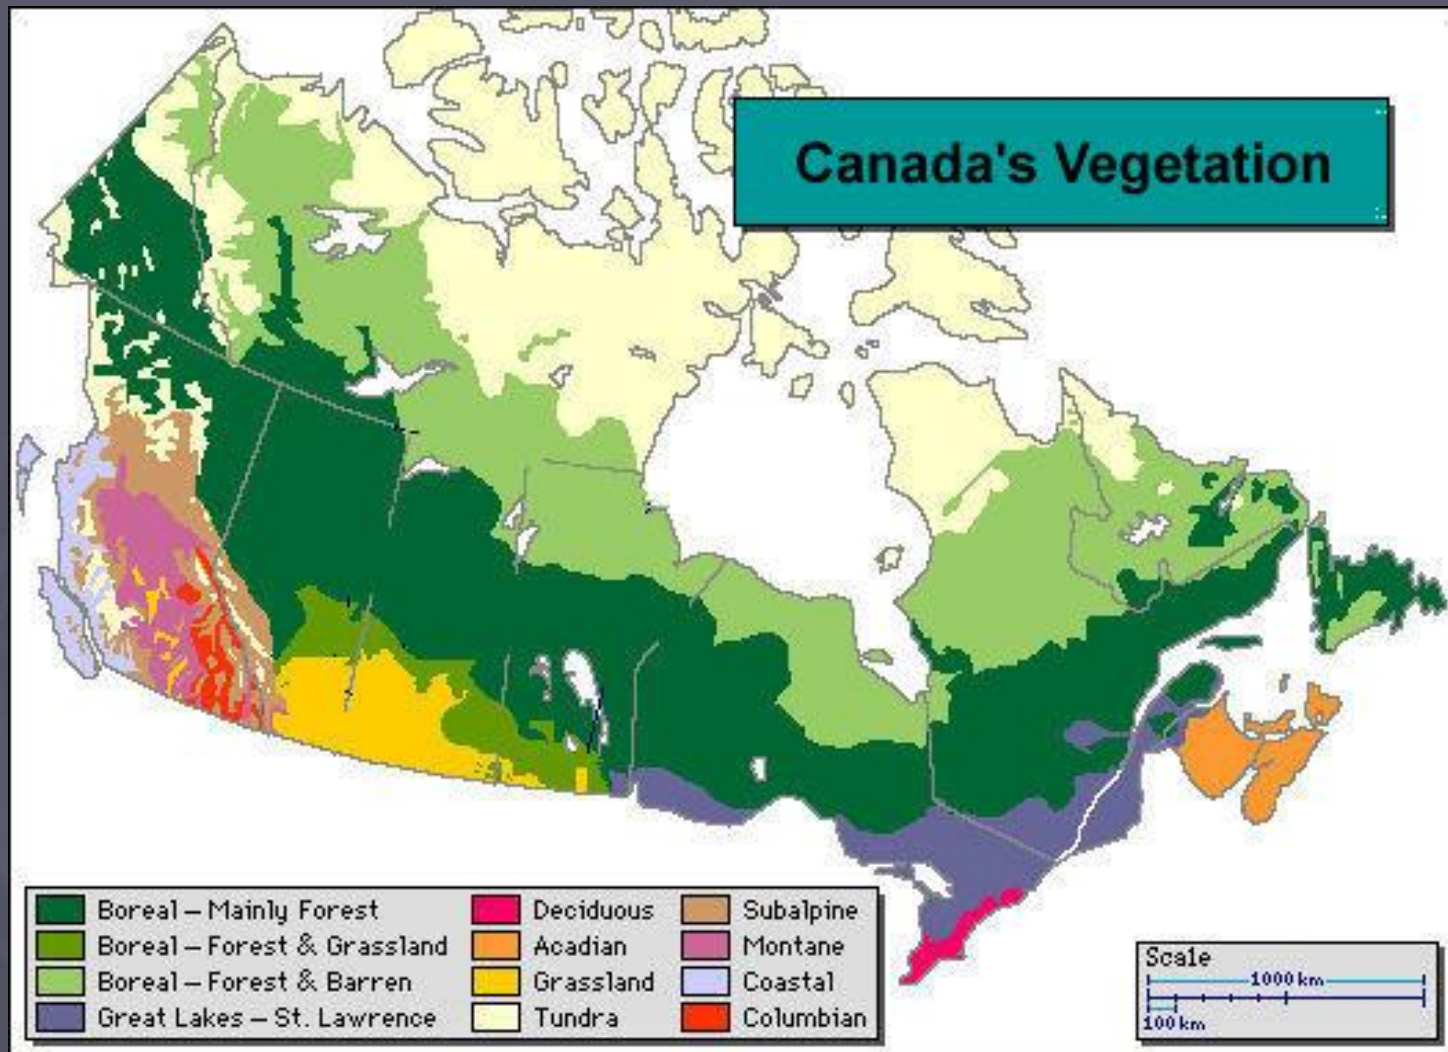 Canada's Vegetation
Boreal – Mainly Forest
Boreal – Forest & Grassland
Boreal – Forest & Barren
Great Lakes – St. Lawrence
Deciduous
Acadian
Grassland
Tundra
Subalpine
Montane
Coastal
Columbian
Scale
1000 km
100 km